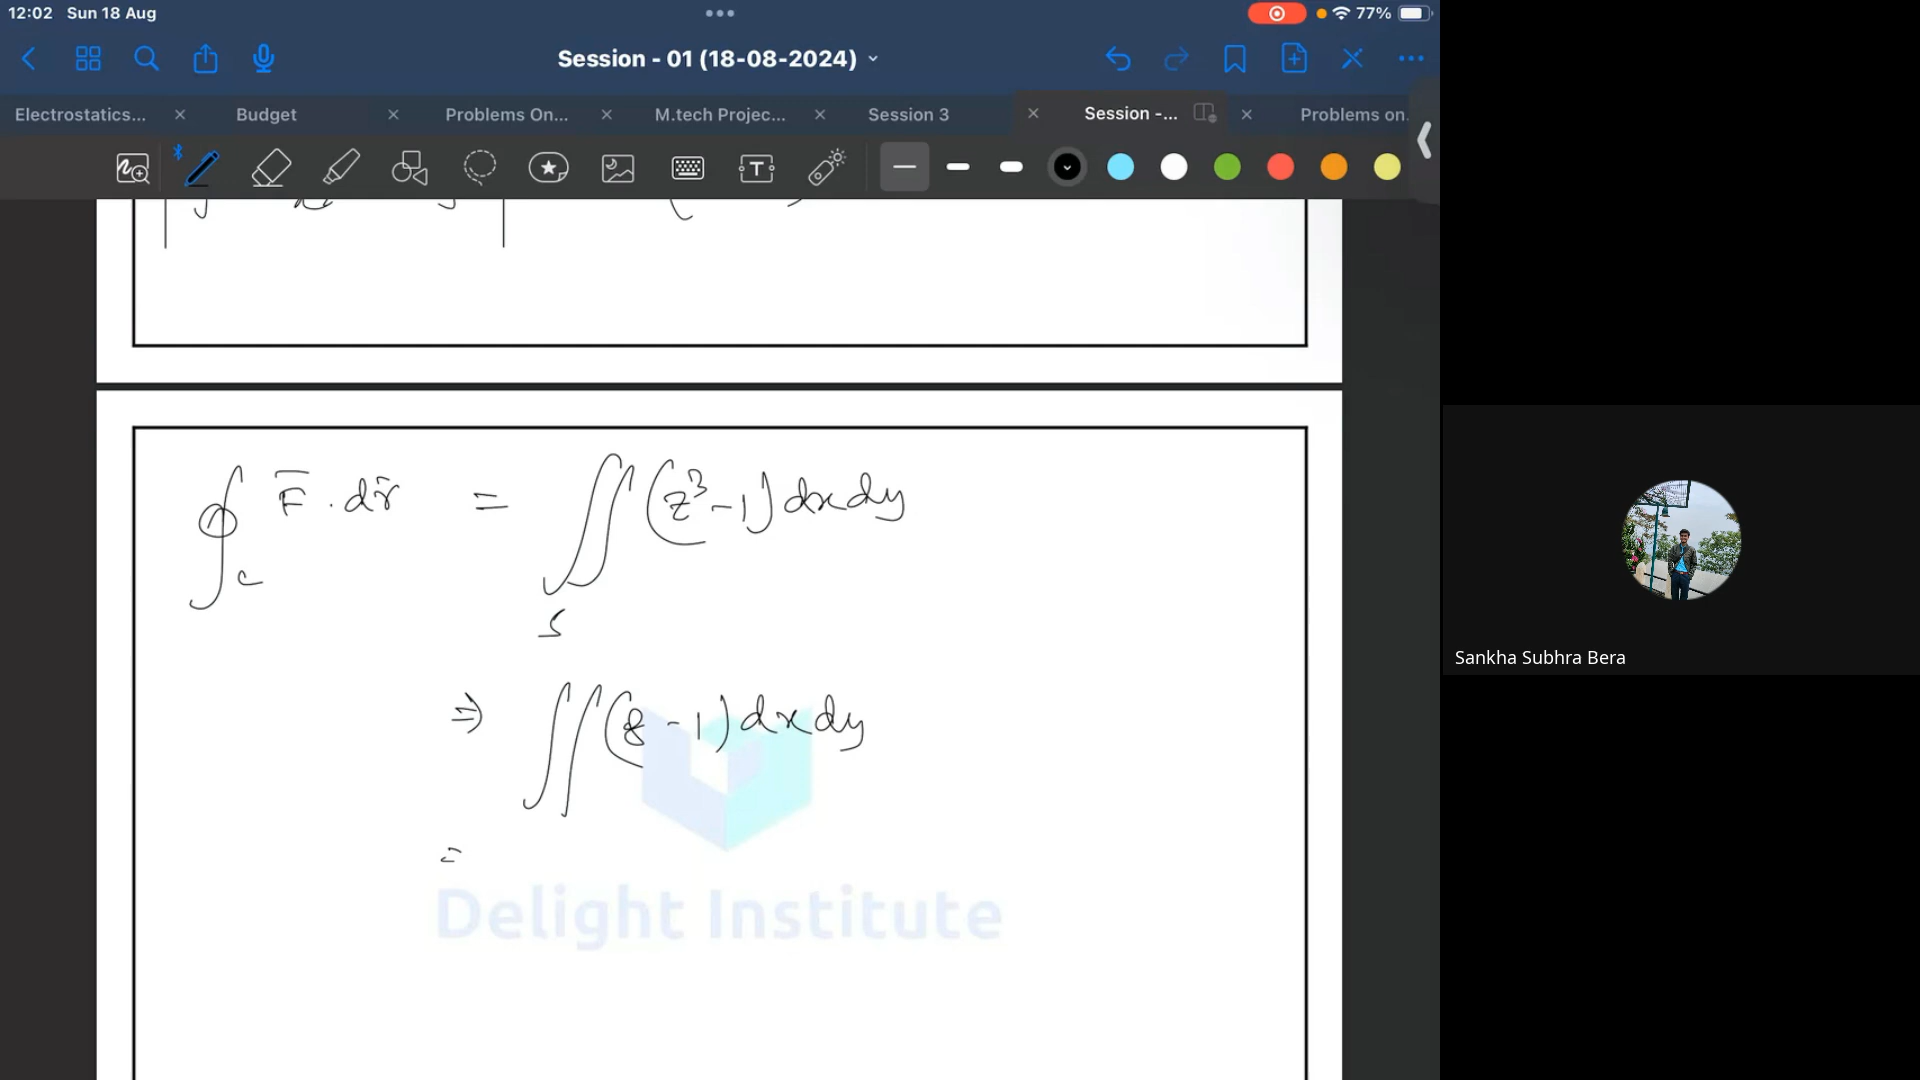 12:02 Sun 18 Aug
77%
Session - 01 (18-08-2024)
Electrostatics...
Budget
Problems On...
M.tech Projec...
Session 3
Session -...
Problems on.
∮_c F̄ · dr̄ = ∬_S (z³ - 1) dx dy
⇒ ∬ (8 - 1) dx dy
=
Delight Institute
Sankha Subhra Bera